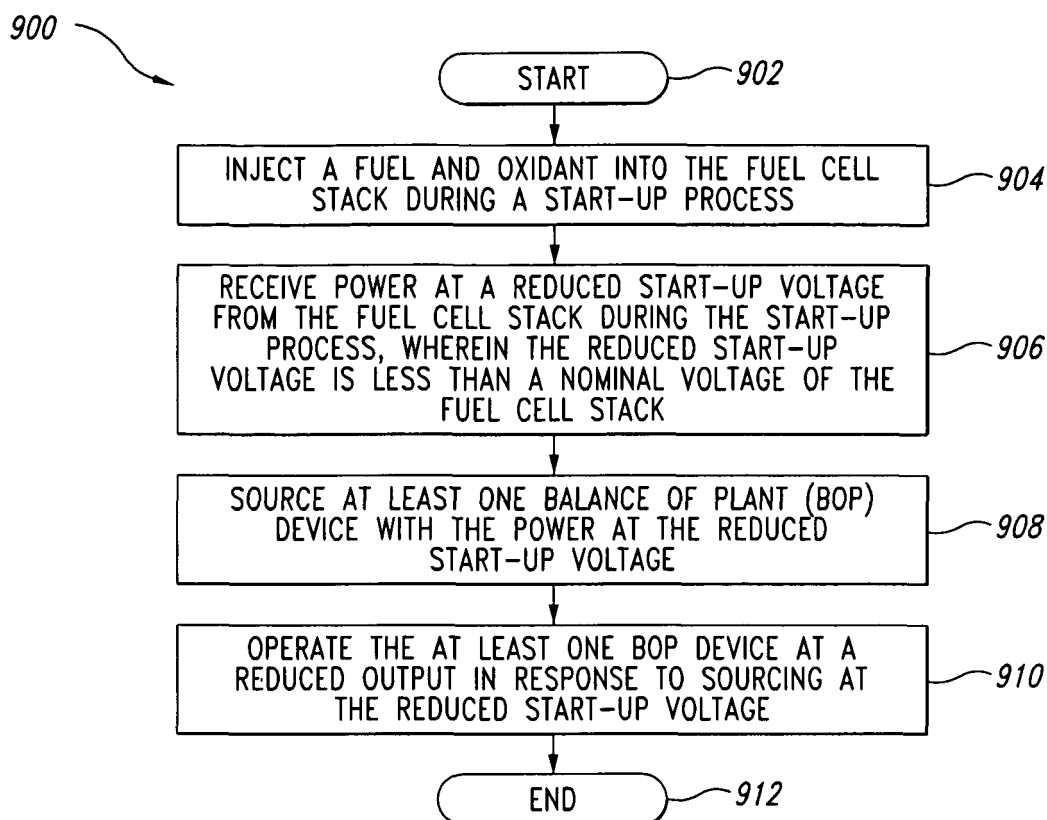 900
START
902
INJECT A FUEL AND OXIDANT INTO THE FUEL CELL
STACK DURING A START-UP PROCESS
904
RECEIVE POWER AT A REDUCED START-UP VOLTAGE
FROM THE FUEL CELL STACK DURING THE START-UP
PROCESS, WHEREIN THE REDUCED START-UP
VOLTAGE IS LESS THAN A NOMINAL VOLTAGE OF THE
FUEL CELL STACK
906
SOURCE AT LEAST ONE BALANCE OF PLANT (BOP)
DEVICE WITH THE POWER AT THE REDUCED
START-UP VOLTAGE
908
OPERATE THE AT LEAST ONE BOP DEVICE AT A
REDUCED OUTPUT IN RESPONSE TO SOURCING AT
THE REDUCED START-UP VOLTAGE
910
END
912